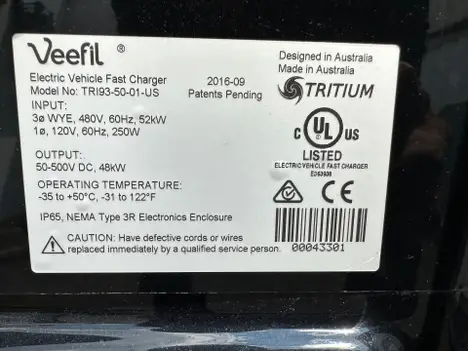 Veefil ®
Electric Vehicle Fast Charger
Model No: TRI93-50-01-US
INPUT:
3ø WYE, 480V, 60Hz, 52kW
1ø, 120V, 60Hz, 250W
OUTPUT:
50-500V DC, 48kW
OPERATING TEMPERATURE:
-35 to +50°C, -31 to 122°F
IP65, NEMA Type 3R Electronics Enclosure
CAUTION: Have defective cords or wires
replaced immediately by a qualified service person.
2016-09
Patents Pending
Designed in Australia
Made in Australia
TRITIUM
C UL US
®
LISTED
ELECTRIC VEHICLE FAST CHARGER
CE
00043301